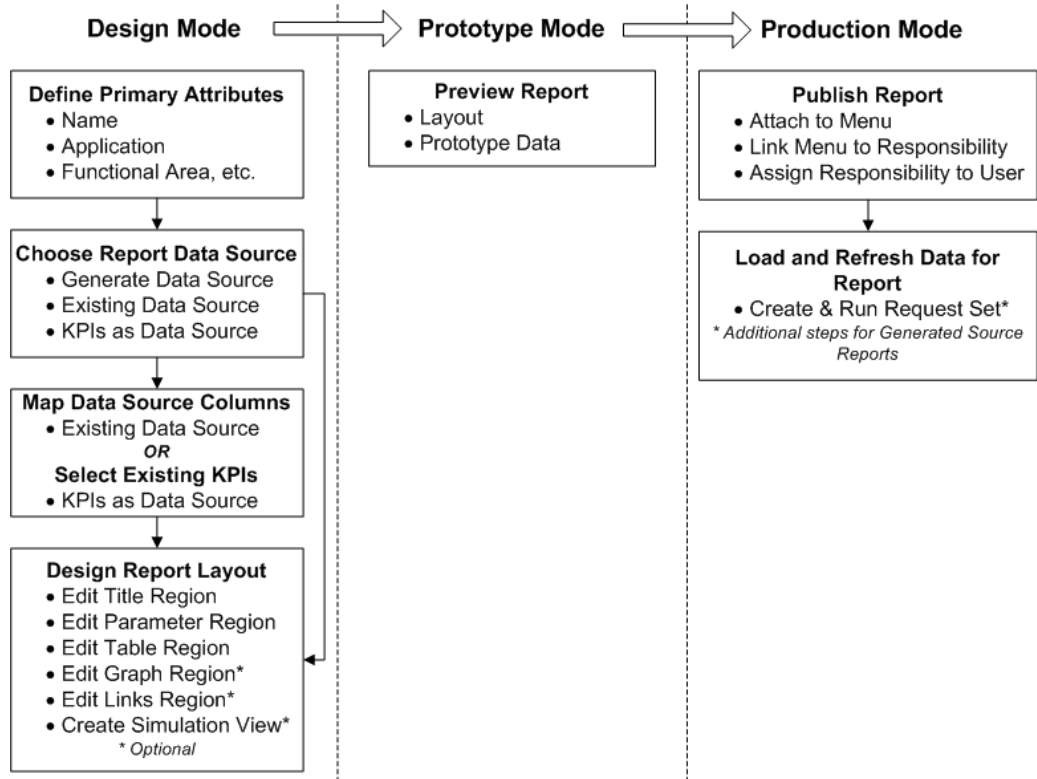 Design Mode
Prototype Mode
Production Mode
Define Primary Attributes
• Name
• Application
• Functional Area, etc.
Choose Report Data Source
• Generate Data Source
• Existing Data Source
• KPIs as Data Source
Map Data Source Columns
• Existing Data Source
OR
Select Existing KPIs
• KPIs as Data Source
Design Report Layout
• Edit Title Region
• Edit Parameter Region
• Edit Table Region
• Edit Graph Region*
• Edit Links Region*
• Create Simulation View*
* Optional
Preview Report
• Layout
• Prototype Data
Publish Report
• Attach to Menu
• Link Menu to Responsibility
• Assign Responsibility to User
Load and Refresh Data for
Report
• Create & Run Request Set*
* Additional steps for Generated Source
Reports